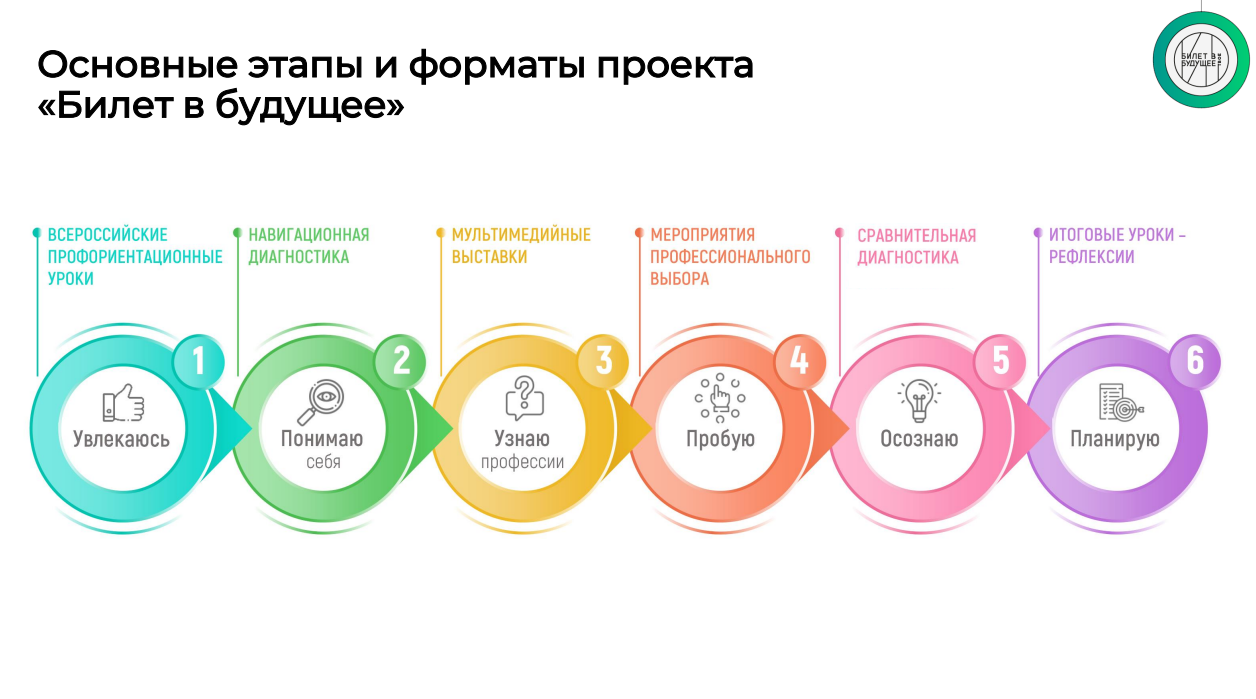 Основные этапы и форматы проекта
«Билет в будущее»
БИЛЕТ В
БУДУЩЕЕ
ВСЕРОССИЙСКИЕ
ПРОФОРИЕНТАЦИОННЫЕ
УРОКИ
НАВИГАЦИОННАЯ
ДИАГНОСТИКА
МУЛЬТИМЕДИЙНЫЕ
ВЫСТАВКИ
МЕРОПРИЯТИЯ
ПРОФЕССИОНАЛЬНОГО
ВЫБОРА
СРАВНИТЕЛЬНАЯ
ДИАГНОСТИКА
ИТОГОВЫЕ УРОКИ –
РЕФЛЕКСИИ
1
Увлекаюсь
2
Понимаю
себя
3
Узнаю
профессии
4
Пробую
5
Осознаю
6
Планирую